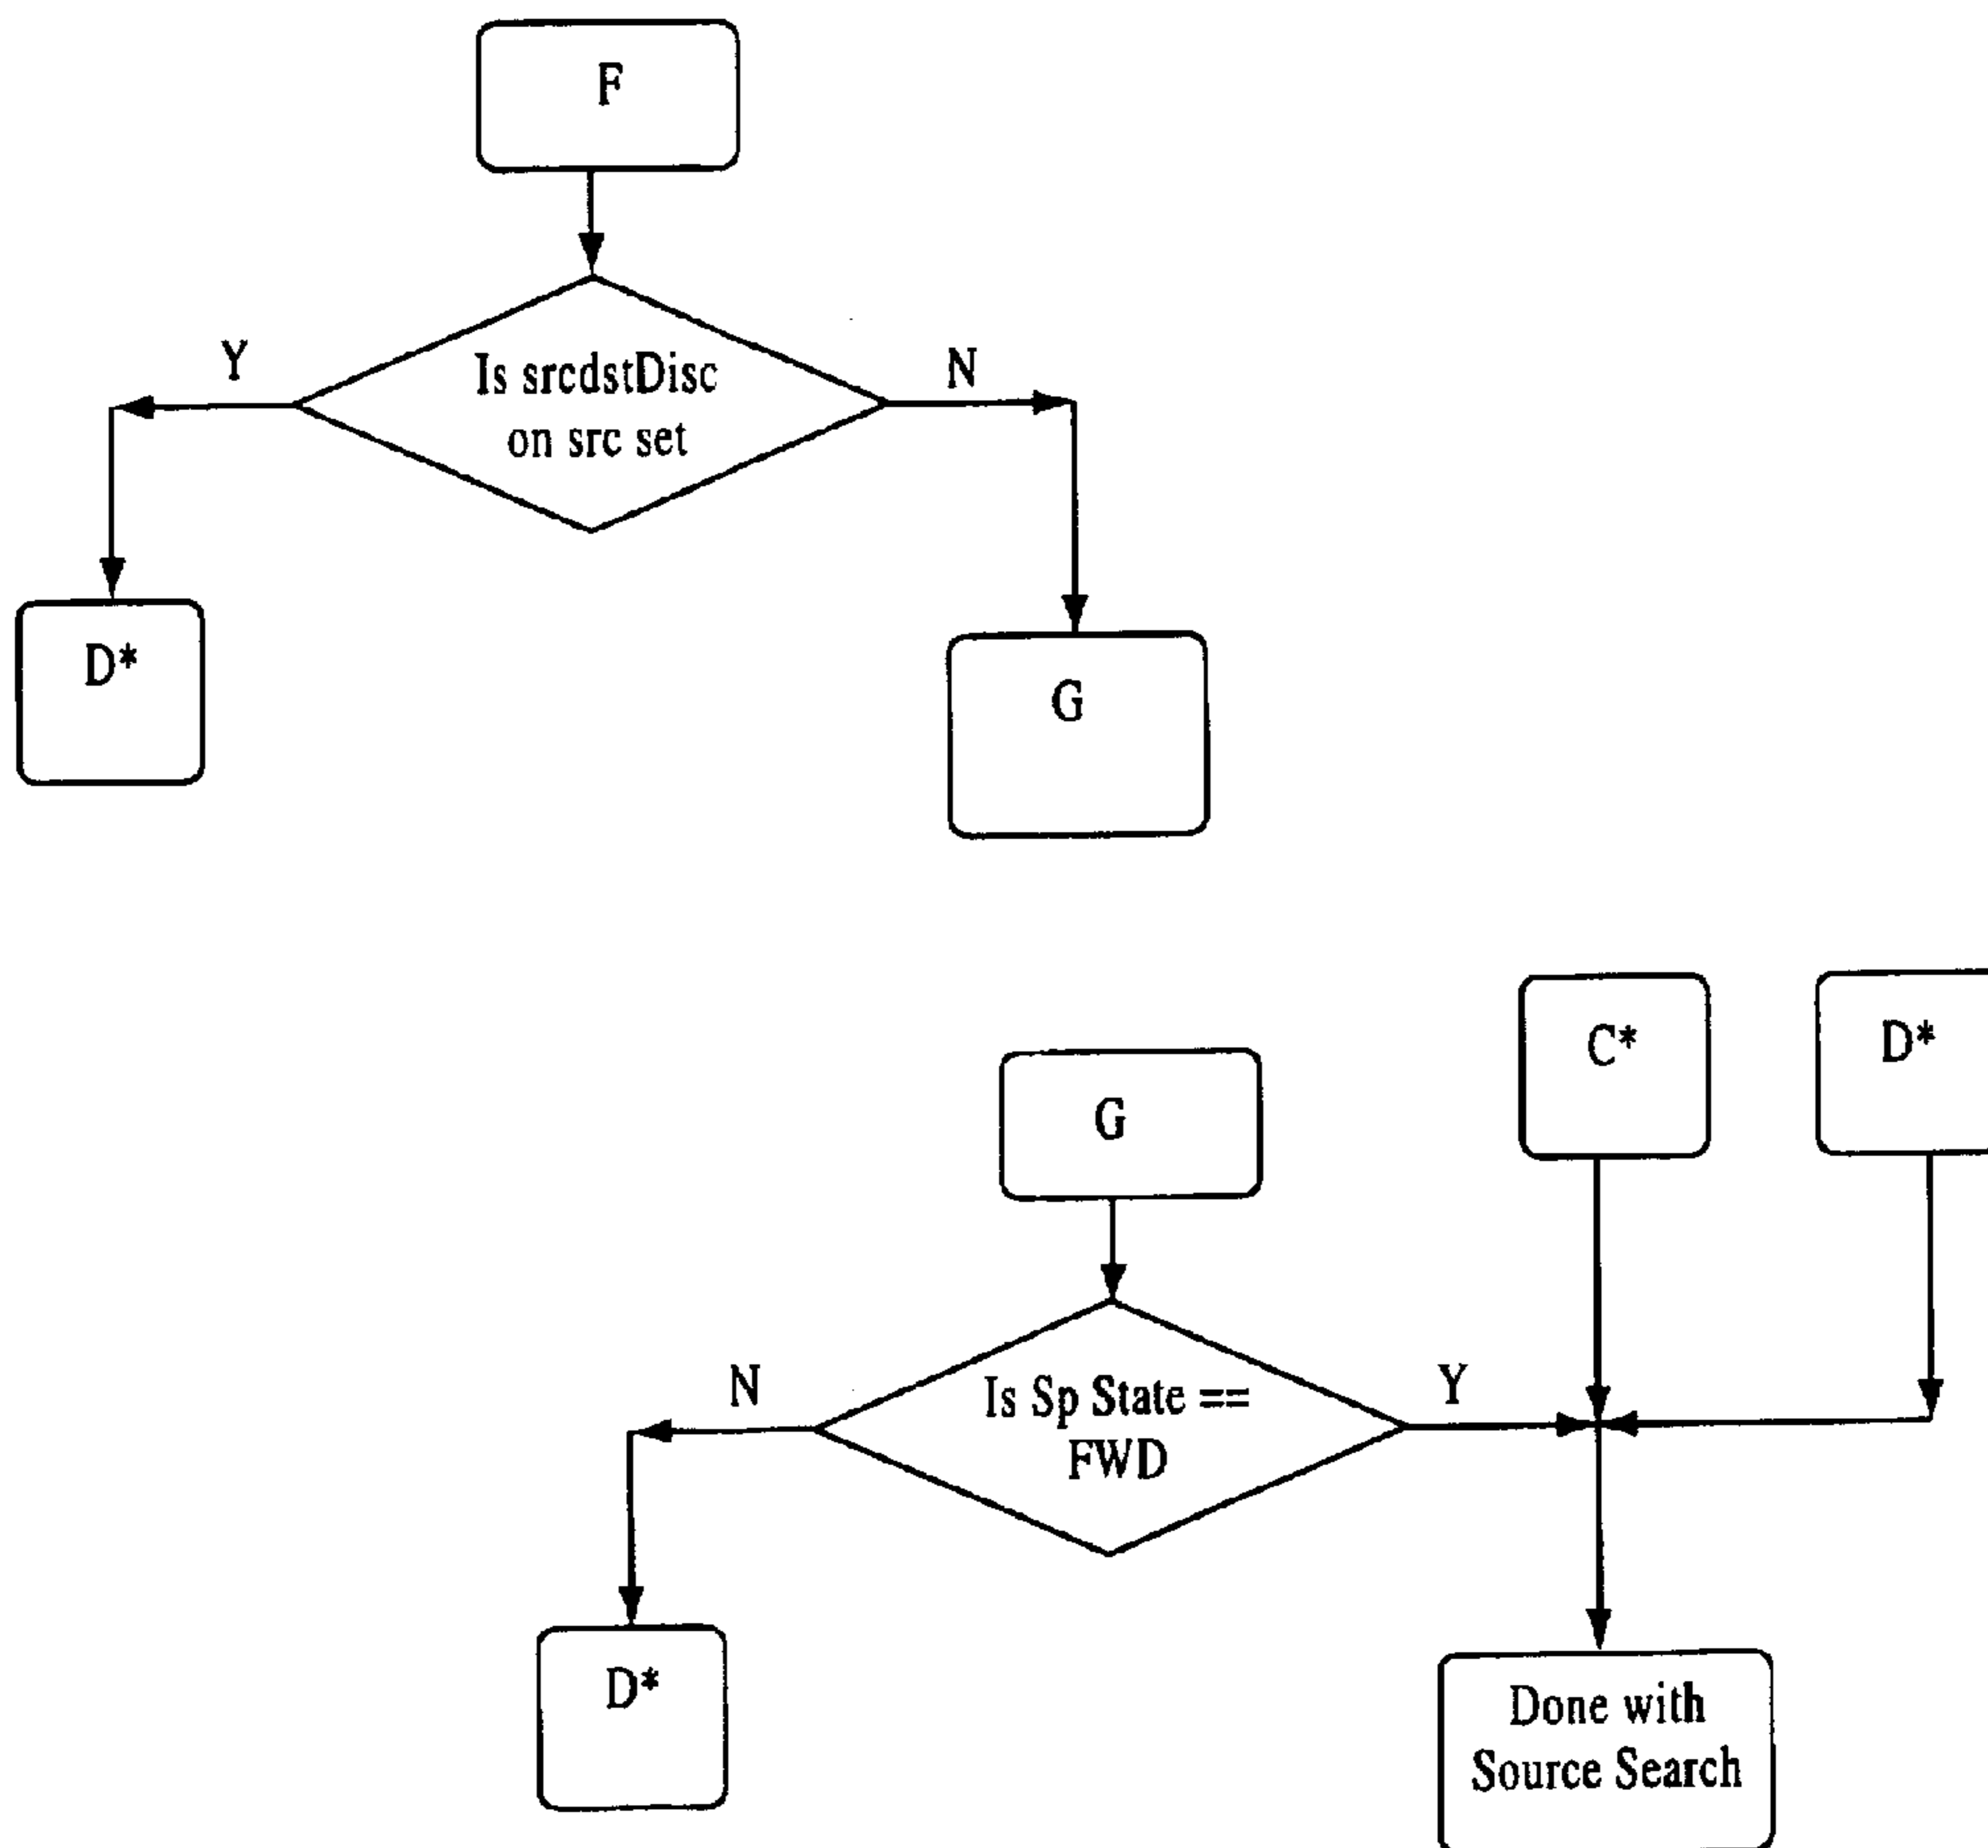 F
Is srcdstDisc
on src set
Y
N
D*
G
C*
D*
G
Is Sp State ==
FWD
N
Y
D*
Done with
Source Search